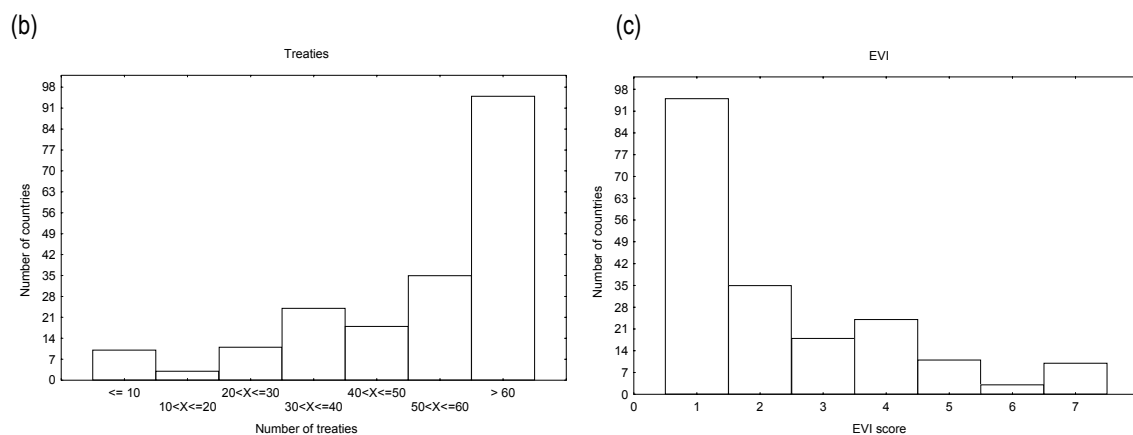 (b)
Treaties
98
91
84
77
70
63
56
49
42
35
28
21
14
7
0
Number of countries
<= 10
20<X<=30
40<X<=50
> 60
10<X<=20
30<X<=40
50<X<=60
Number of treaties
(c)
EVI
98
91
84
77
70
63
56
49
42
35
28
21
14
7
0
Number of countries
0 1 2 3 4 5 6 7
EVI score